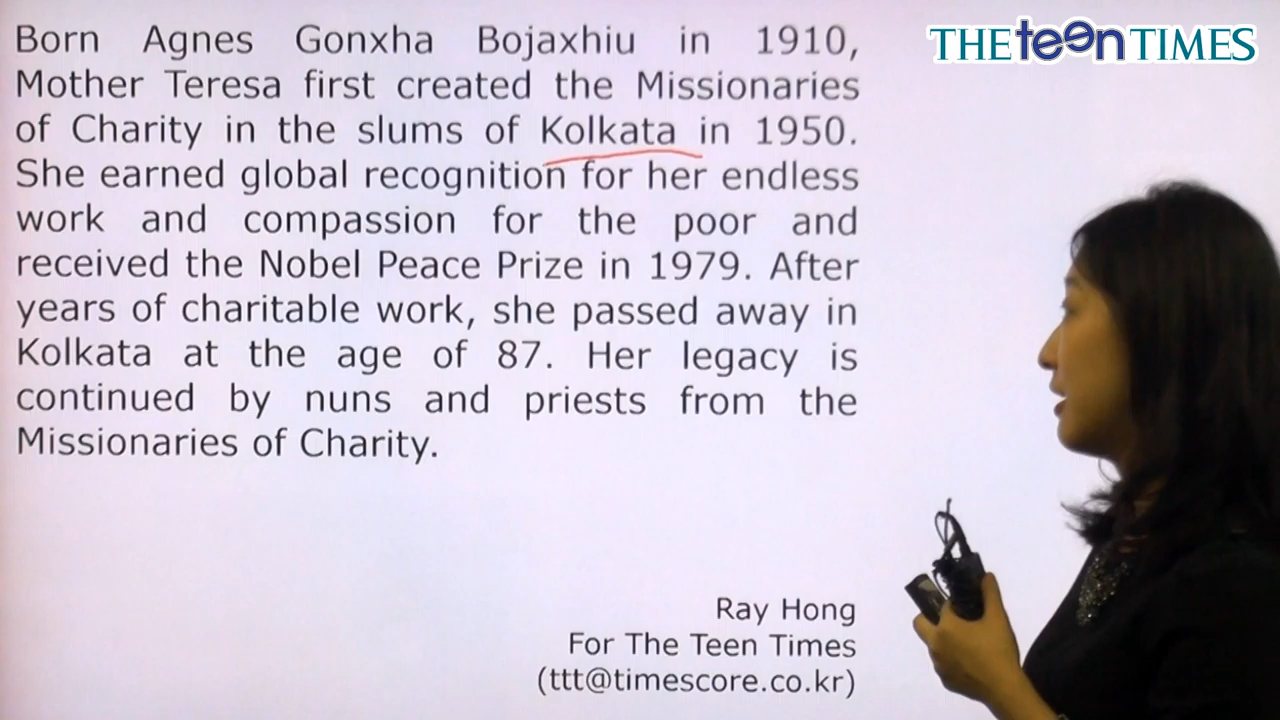 THE teen TIMES
Born Agnes Gonxha Bojaxhiu in 1910,
Mother Teresa first created the Missionaries
of Charity in the slums of Kolkata in 1950.
She earned global recognition for her endless
work and compassion for the poor and
received the Nobel Peace Prize in 1979. After
years of charitable work, she passed away in
Kolkata at the age of 87. Her legacy is
continued by nuns and priests from the
Missionaries of Charity.
Ray Hong
For The Teen Times
(ttt@timescore.co.kr)